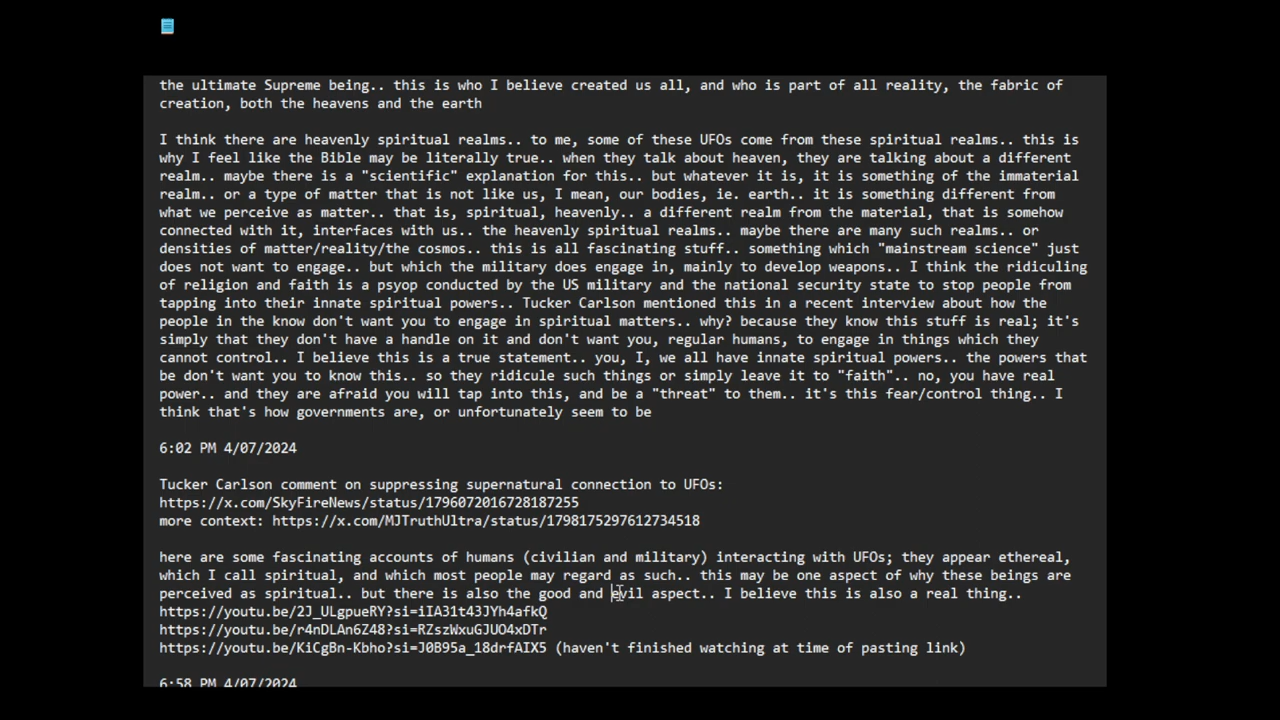 the ultimate Supreme being.. this is who I believe created us all, and who is part of all reality, the fabric of
creation, both the heavens and the earth
I think there are heavenly spiritual realms.. to me, some of these UFOs come from these spiritual realms.. this is
why I feel like the Bible may be literally true.. when they talk about heaven, they are talking about a different
realm.. maybe there is a "scientific" explanation for this.. but whatever it is, it is something of the immaterial
realm.. or a type of matter that is not like us, I mean, our bodies, ie. earth.. it is something different from
what we perceive as matter.. that is, spiritual, heavenly.. a different realm from the material, that is somehow
connected with it, interfaces with us.. the heavenly spiritual realms.. maybe there are many such realms.. or
densities of matter/reality/the cosmos.. this is all fascinating stuff.. something which "mainstream science" just
does not want to engage.. but which the military does engage in, mainly to develop weapons.. I think the ridiculing
of religion and faith is a psyop conducted by the US military and the national security state to stop people from
tapping into their innate spiritual powers.. Tucker Carlson mentioned this in a recent interview about how the
people in the know don't want you to engage in spiritual matters.. why? because they know this stuff is real; it's
simply that they don't have a handle on it and don't want you, regular humans, to engage in things which they
cannot control.. I believe this is a true statement.. you, I, we all have innate spiritual powers.. the powers that
be don't want you to know this.. so they ridicule such things or simply leave it to "faith".. no, you have real
power.. and they are afraid you will tap into this, and be a "threat" to them.. it's this fear/control thing.. I
think that's how governments are, or unfortunately seem to be
6:02 PM 4/07/2024
Tucker Carlson comment on suppressing supernatural connection to UFOs:
https://x.com/SkyFireNews/status/1796072016728187255
more context: https://x.com/MJTruthUltra/status/1798175297612734518
here are some fascinating accounts of humans (civilian and military) interacting with UFOs; they appear ethereal,
which I call spiritual, and which most people may regard as such.. this may be one aspect of why these beings are
perceived as spiritual.. but there is also the good and evil aspect.. I believe this is also a real thing..
https://youtu.be/2J_ULgpueRY?si=iIA31t43JYh4afkQ
https://youtu.be/r4nDLAn6Z48?si=RZszWxuGJUO4xDTr
https://youtu.be/KiCgBn-Kbho?si=J0B95a_18drfAIX5 (haven't finished watching at time of pasting link)
6:58 PM 4/07/2024